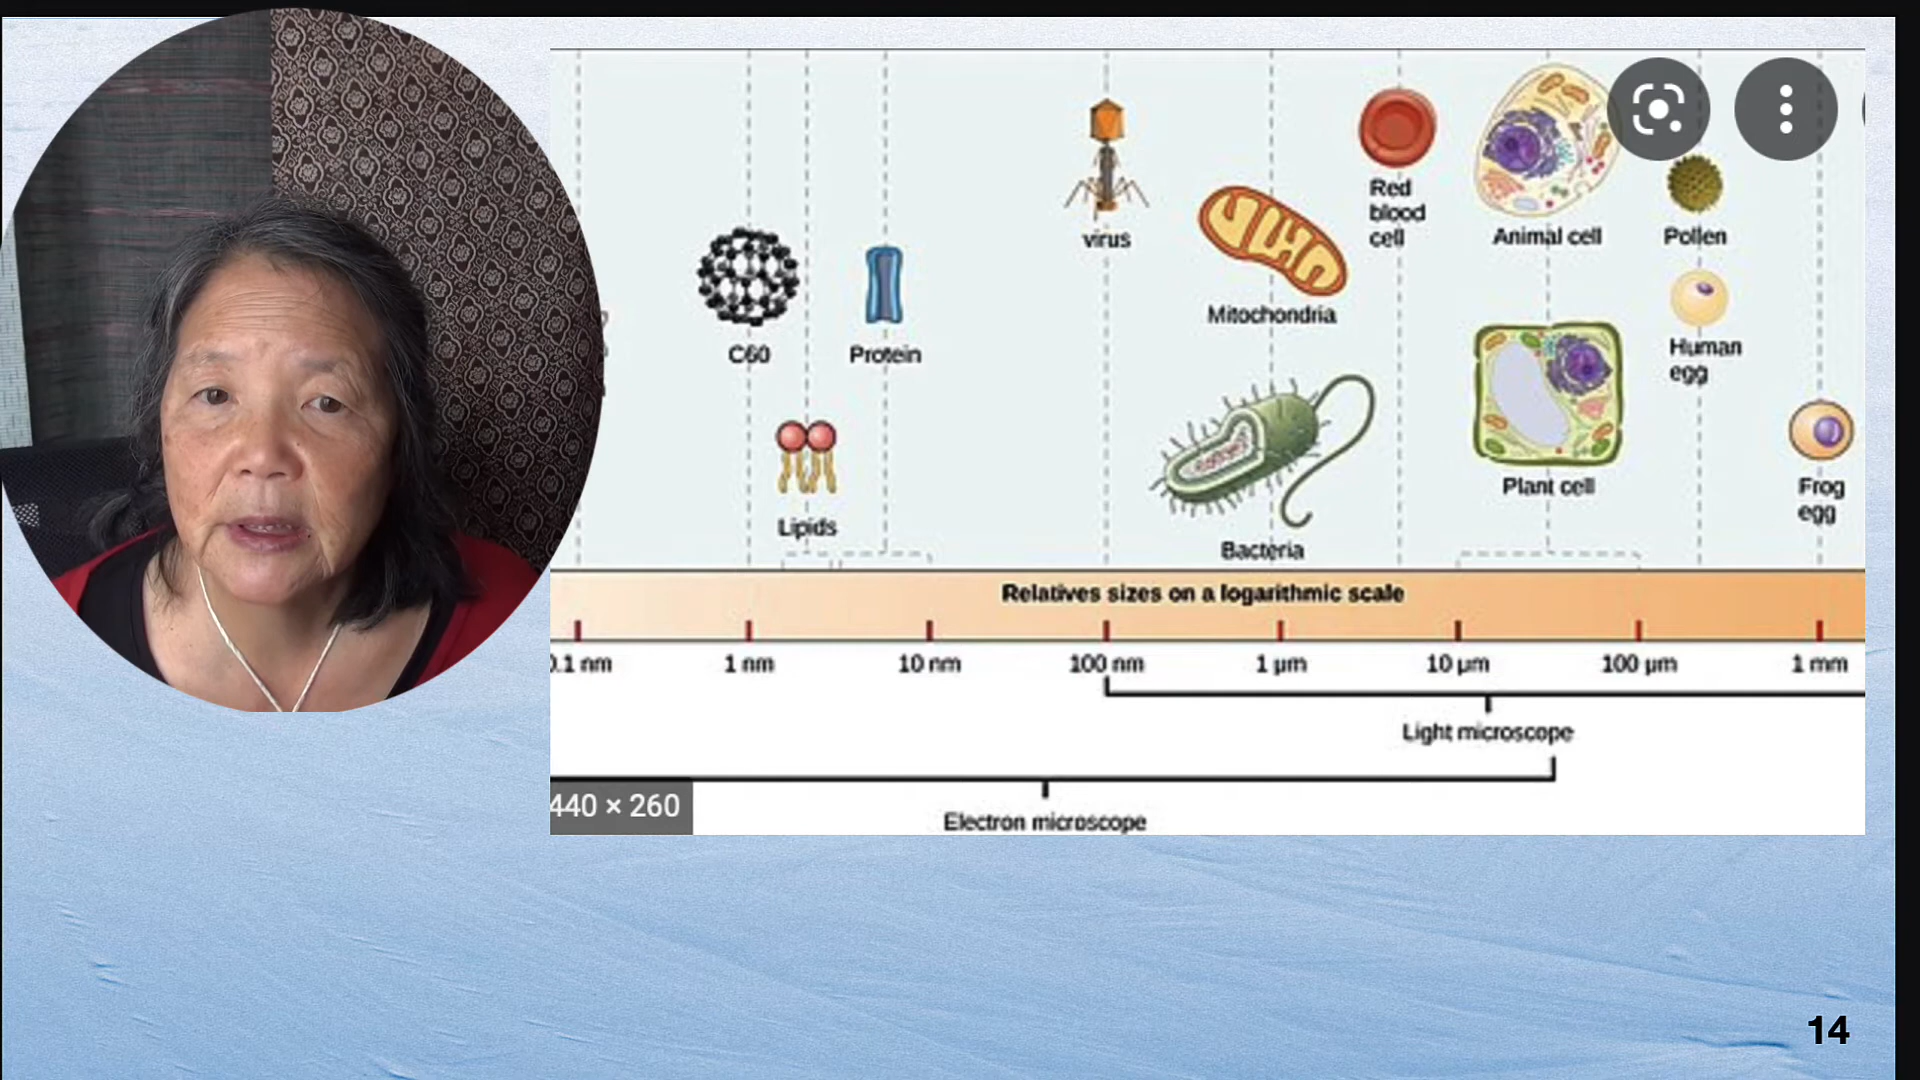 virus
Red
blood
cell
Animal cell
Pollen
Mitochondria
C60
Protein
Human
egg
Lipids
Bacteria
Plant cell
Frog
egg
Relatives sizes on a logarithmic scale
0.1 nm
1 nm
10 nm
100 nm
1 µm
10 µm
100 µm
1 mm
Light microscope
440 × 260
Electron microscope
14